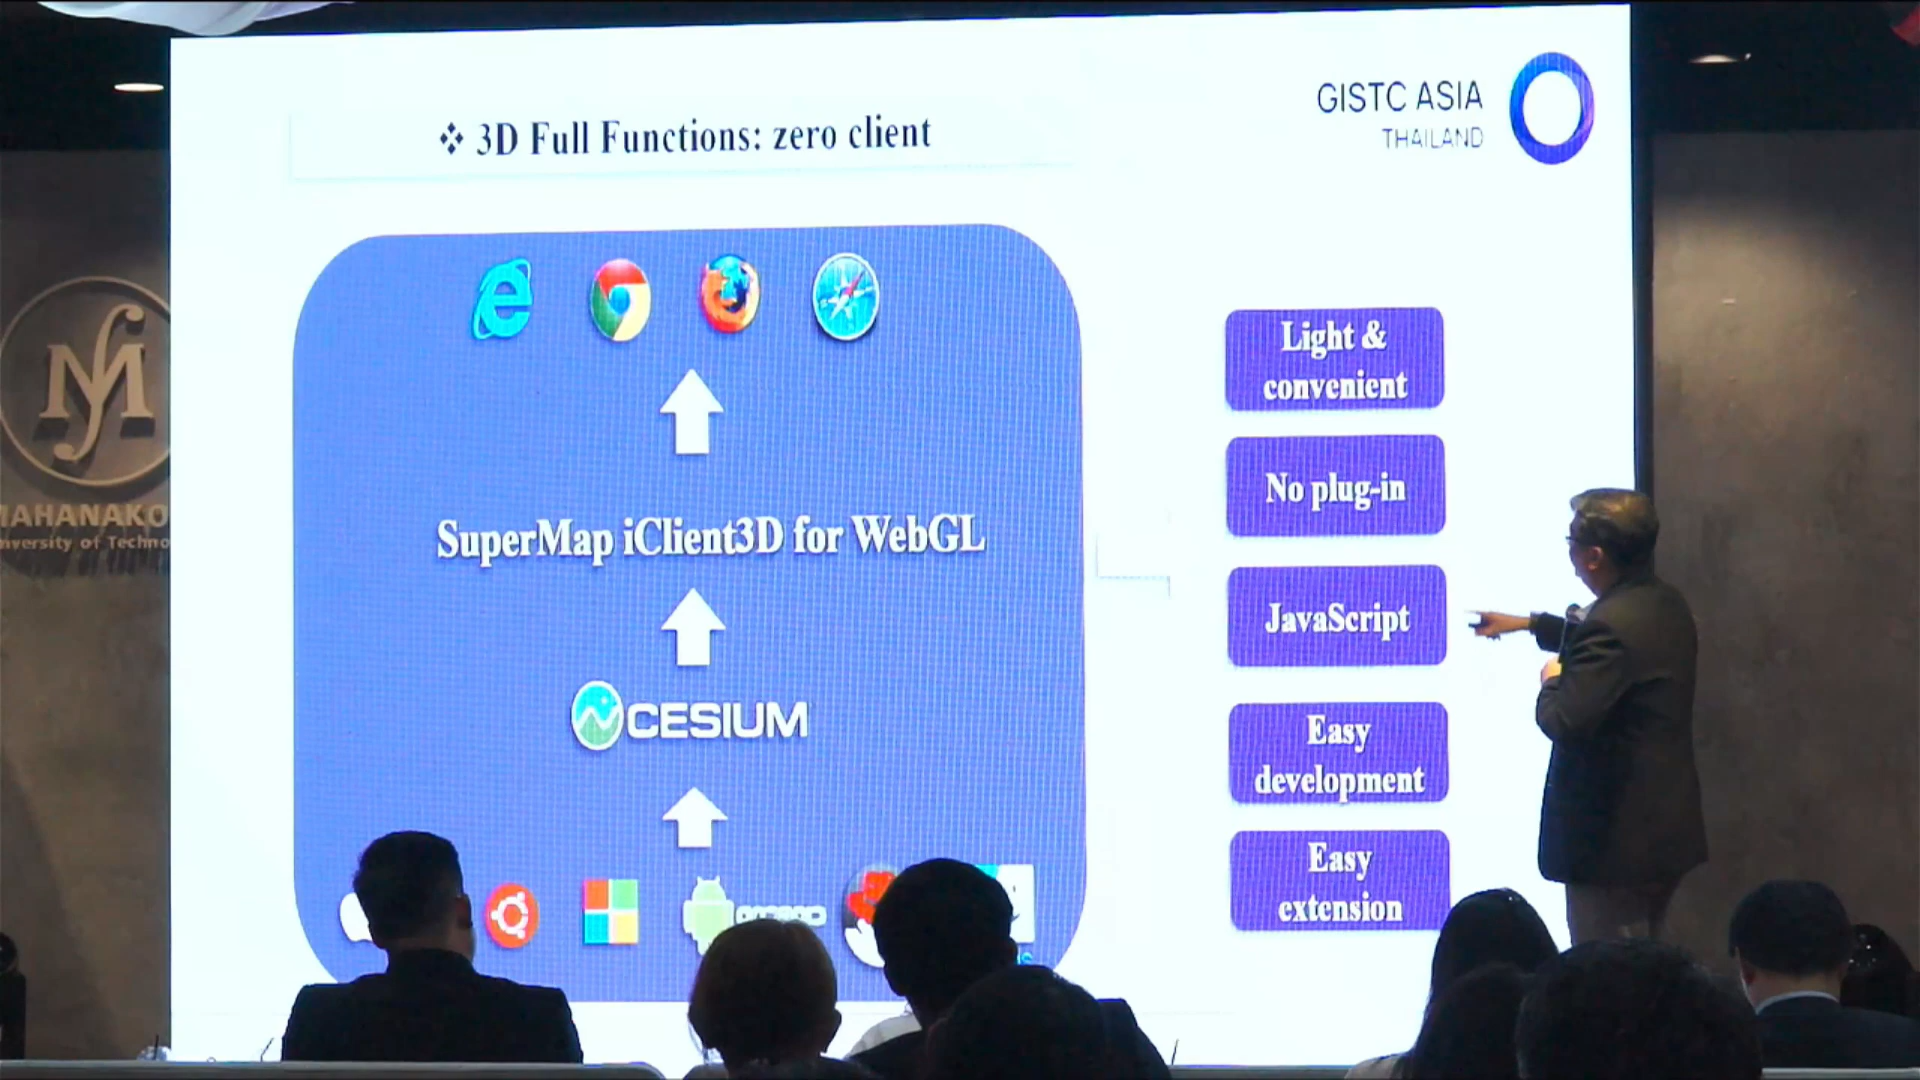 ❖ 3D Full Functions: zero client
GISTC ASIA
THAILAND
SuperMap iClient3D for WebGL
CESIUM
ANDROID
Light &
convenient
No plug-in
JavaScript
Easy
development
Easy
extension
MAHANAKO
niversity of Techno